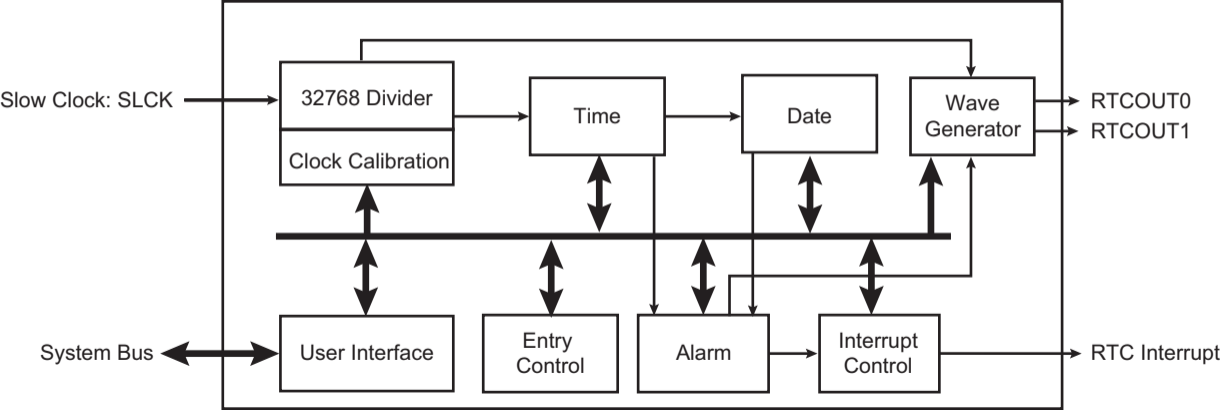 Slow Clock: SLCK
32768 Divider
Clock Calibration
Time
Date
Wave
Generator
RTCOUT0
RTCOUT1
System Bus
User Interface
Entry
Control
Alarm
Interrupt
Control
RTC Interrupt